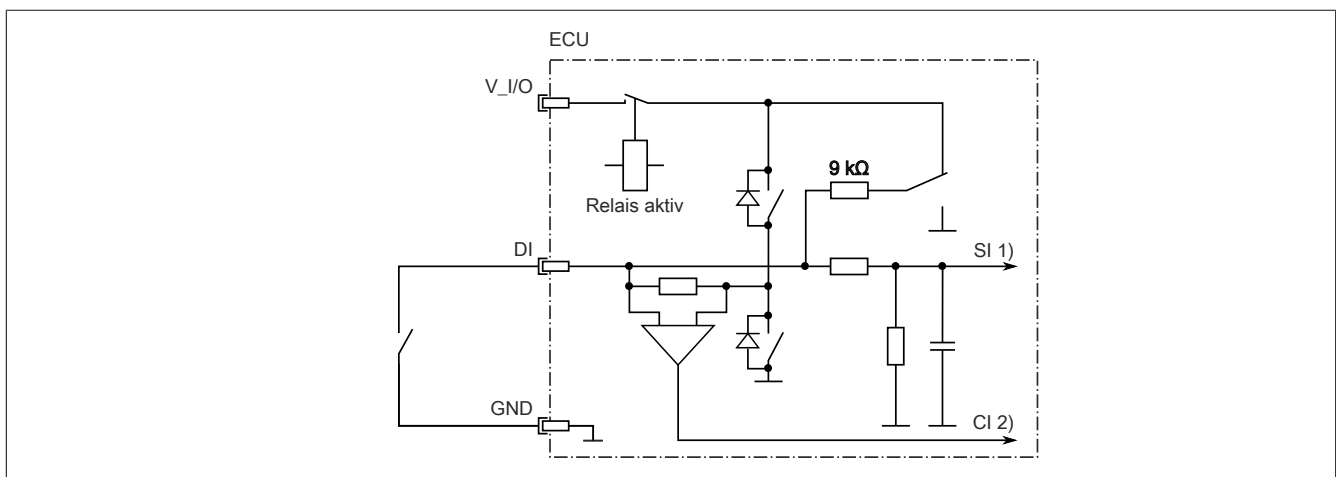 ECU
V_I/O
9 kΩ
Relais aktiv
DI
SI 1)
GND
CI 2)